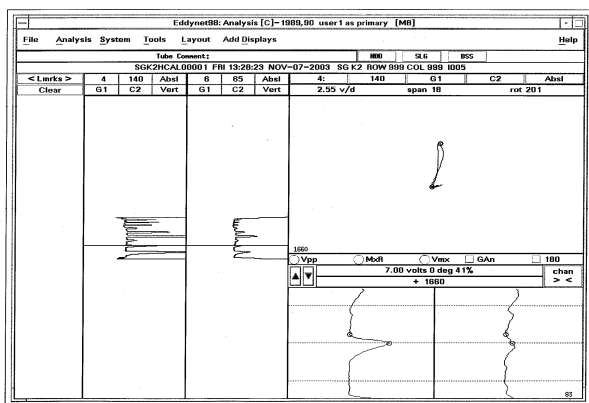 Eddynet98: Analysis [C]-1989,90 user1 as primary [MB]
File Analysis System Tools Layout Add Displays Help
Tube Comment: NDD SLG BSS
SGK2HCAL00001 FRI 13:28:23 NOV-07-2003 SG K2 ROW 999 COL 999 I005
< Lmrks > 4 140 Absl 6 65 Absl 4: 140 G1 C2 Absl
Clear G1 C2 Vert G1 C2 Vert 2.55 v/d span 18 rot 201
1660
Vpp MxR Vmx GAn 180
7.00 volts 0 deg 41% chan
+ 1660 > <
83